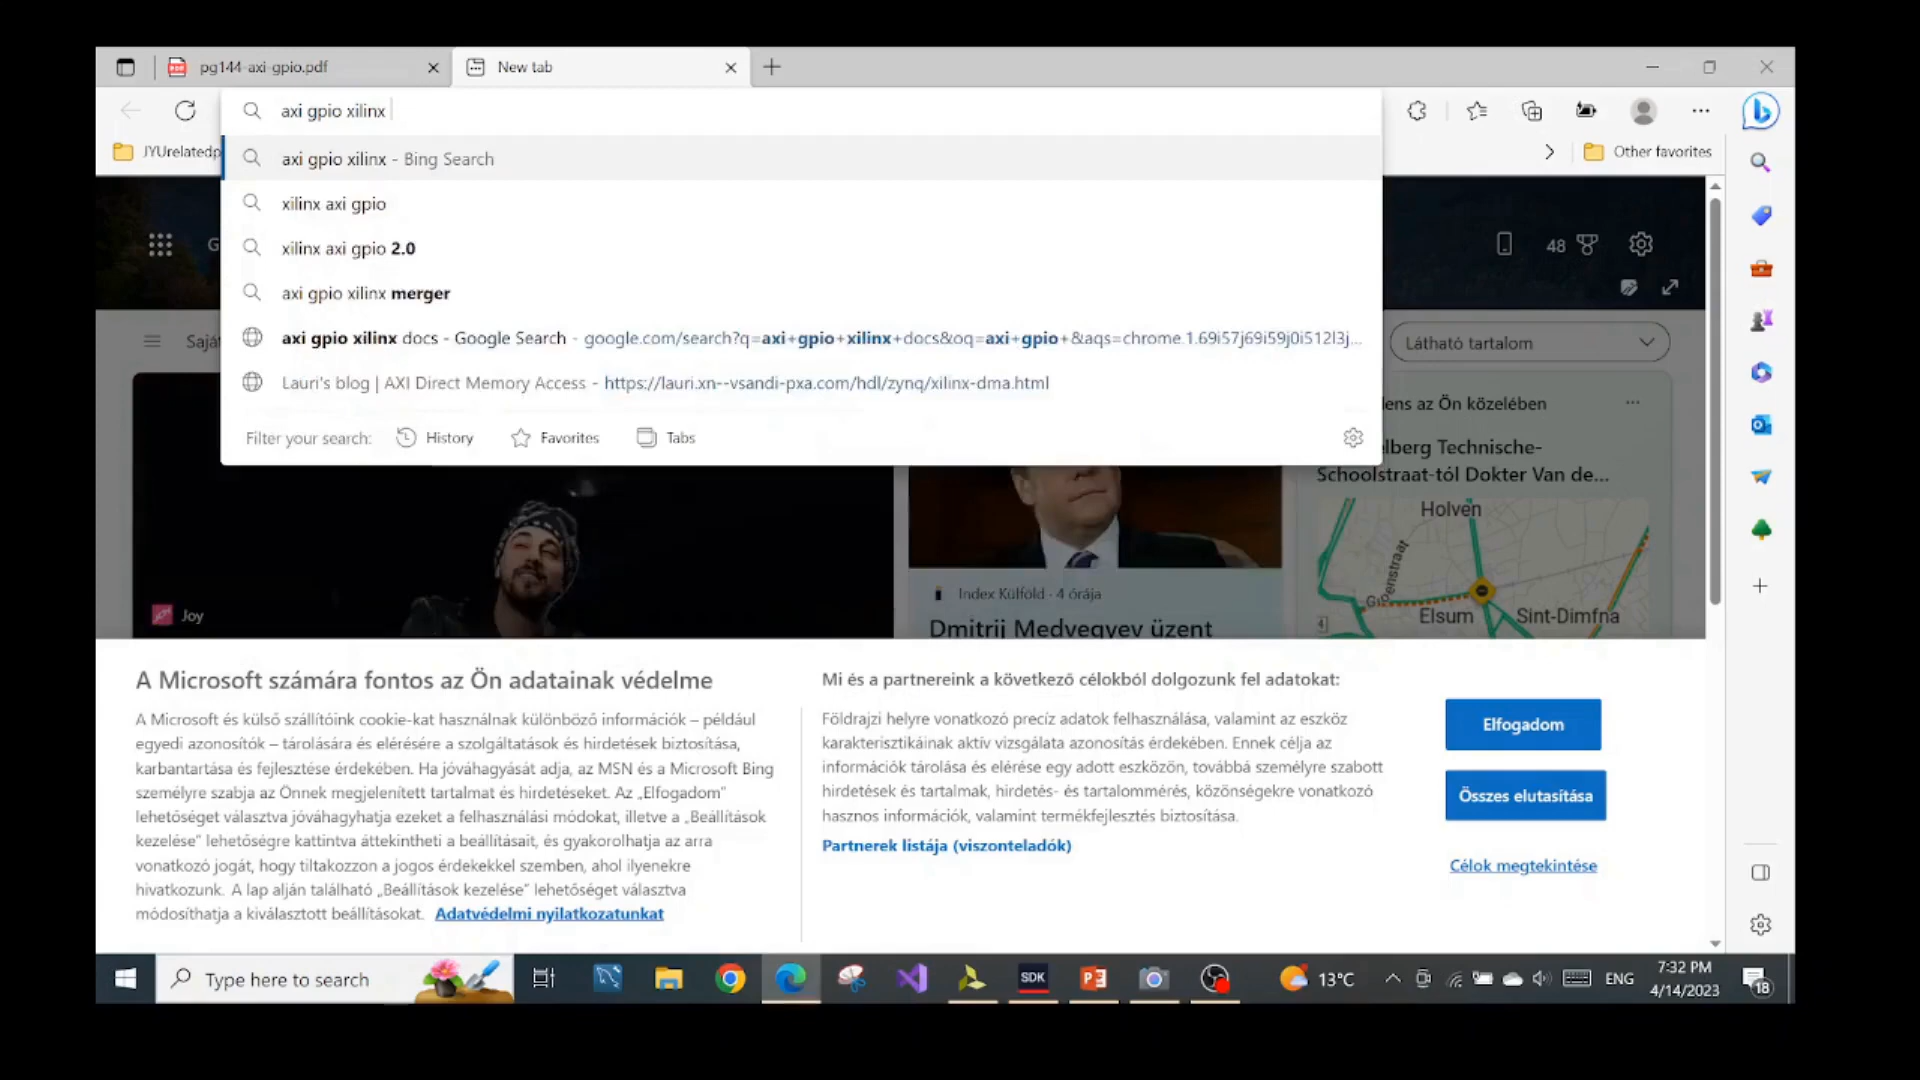 pg144-axi-gpio.pdf
New tab
axi gpio xilinx
JYUrelatedp
Other favorites
axi gpio xilinx - Bing Search
xilinx axi gpio
xilinx axi gpio 2.0
axi gpio xilinx merger
axi gpio xilinx docs - Google Search - google.com/search?q=axi+gpio+xilinx+docs&oq=axi+gpio+&aqs=chrome.1.69i57j69i59j0i512l3j...
Lauri's blog | AXI Direct Memory Access - https://lauri.xn--vsandi-pxa.com/hdl/zynq/xilinx-dma.html
Filter your search: History Favorites Tabs
G
48
Saját
Látható tartalom
lens az Ön közelében
lberg Technische-
Schoolstraat-tól Dokter Van de...
Holven
Groenstraat
Elsum
Sint-Dimfna
4
Joy
Index Külföld · 4 órája
Dmitrij Medvegyev üzent
A Microsoft számára fontos az Ön adatainak védelme
A Microsoft és külső szállítóink cookie-kat használnak különböző információk – például
egyedi azonosítók – tárolására és elérésére a szolgáltatások és hirdetések biztosítása,
karbantartása és fejlesztése érdekében. Ha jóváhagyását adja, az MSN és a Microsoft Bing
személyre szabja az Önnek megjelenített tartalmat és hirdetéseket. Az „Elfogadom”
lehetőséget választva jóváhagyhatja ezeket a felhasználási módokat, illetve a „Beállítások
kezelése” lehetőségre kattintva áttekintheti a beállításait, és gyakorolhatja az arra
vonatkozó jogát, hogy tiltakozzon a jogos érdekekkel szemben, ahol ilyenekre
hivatkozunk. A lap alján található „Beállítások kezelése” lehetőséget választva
módosíthatja a kiválasztott beállításokat. Adatvédelmi nyilatkozatunkat
Mi és a partnereink a következő célokból dolgozunk fel adatokat:
Földrajzi helyre vonatkozó precíz adatok felhasználása, valamint az eszköz
karakterisztikáinak aktív vizsgálata azonosítás érdekében. Ennek célja az
információk tárolása és elérése egy adott eszközön, továbbá személyre szabott
hirdetések és tartalmak, hirdetés- és tartalommérés, közönségekre vonatkozó
hasznos információk, valamint termékfejlesztés biztosítása.
Partnerek listája (viszonteladók)
Elfogadom
Összes elutasítása
Célok megtekintése
Type here to search
SDK
13°C
ENG
7:32 PM
4/14/2023
18